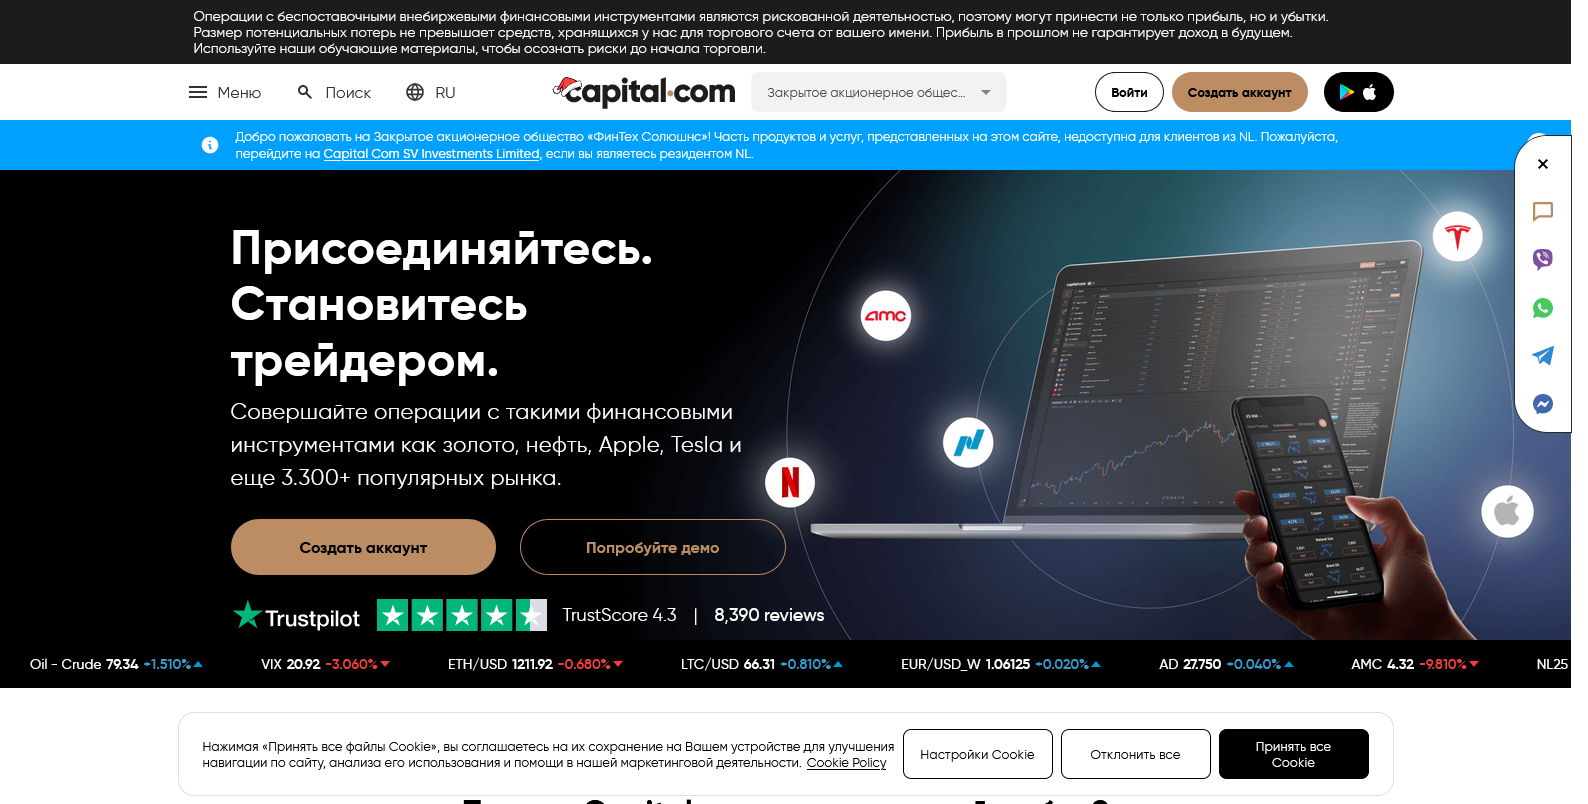 Операции с беспоставочными внебиржевыми финансовыми инструментами являются рискованной деятельностью, поэтому могут принести не только прибыль, но и убытки.
Размер потенциальных потерь не превышает средств, хранящихся у нас для торгового счета от вашего имени. Прибыль в прошлом не гарантирует доход в будущем.
Используйте наши обучающие материалы, чтобы осознать риски до начала торговли.
Меню Поиск RU capital.com Закрытое акционерное общес... Войти Создать аккаунт
Добро пожаловать на Закрытое акционерное общество «ФинТех Солюшнс»! Часть продуктов и услуг, представленных на этом сайте, недоступна для клиентов из NL. Пожалуйста,
перейдите на Capital Com SV Investments Limited, если вы являетесь резидентом NL.
Присоединяйтесь.
Становитесь
трейдером.
Совершайте операции с такими финансовыми
инструментами как золото, нефть, Apple, Tesla и
еще 3.300+ популярных рынка.
amc
N
Создать аккаунт Попробуйте демо
Trustpilot TrustScore 4.3 | 8,390 reviews
Oil - Crude 79.34 +1.510% VIX 20.92 -3.060% ETH/USD 1211.92 -0.680% LTC/USD 66.31 +0.810% EUR/USD_W 1.06125 +0.020% AD 27.750 +0.040% AMC 4.32 -9.810% NL25
Нажимая «Принять все файлы Cookie», вы соглашаетесь на их сохранение на Вашем устройстве для улучшения
навигации по сайту, анализа его использования и помощи в нашей маркетинговой деятельности. Cookie Policy
Настройки Cookie
Отклонить все
Принять все
Cookie